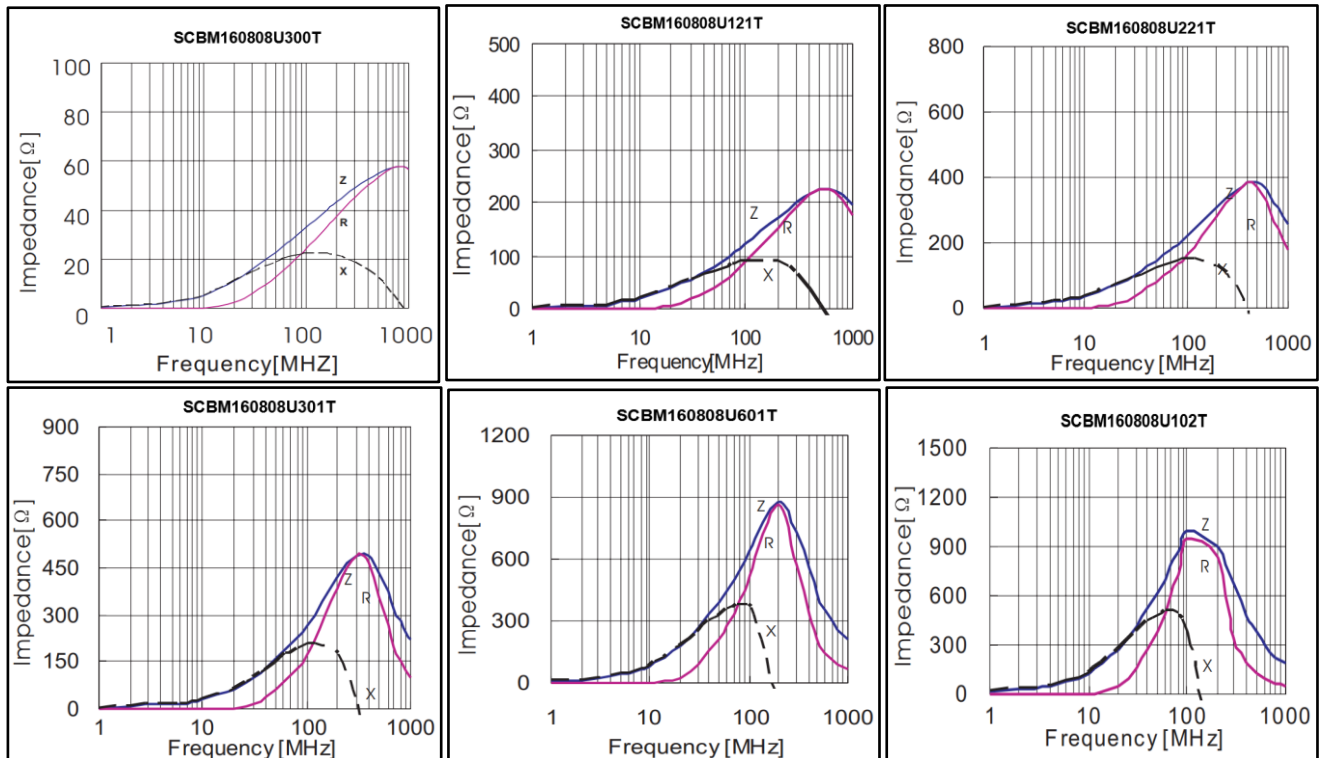 SCBM160808U300T
Impedance[Ω]
100
80
60
40
20
0
Z
R
X
1 10 100 1000
Frequency[MHZ]
SCBM160808U121T
Impedance[Ω]
500
400
300
200
100
0
Z
R
X
1 10 100 1000
Frequency[MHz]
SCBM160808U221T
Impedance[Ω]
800
600
400
200
0
Z
R
X
1 10 100 1000
Frequency[MHz]
SCBM160808U301T
Impedance[Ω]
900
750
600
450
300
150
0
Z
R
X
1 10 100 1000
Frequency[MHz]
SCBM160808U601T
Impedance[Ω]
1200
900
600
300
0
Z
R
X
1 10 100 1000
Frequency[MHz]
SCBM160808U102T
Impedance[Ω]
1500
1200
900
600
300
0
Z
R
X
1 10 100 1000
Frequency[MHz]